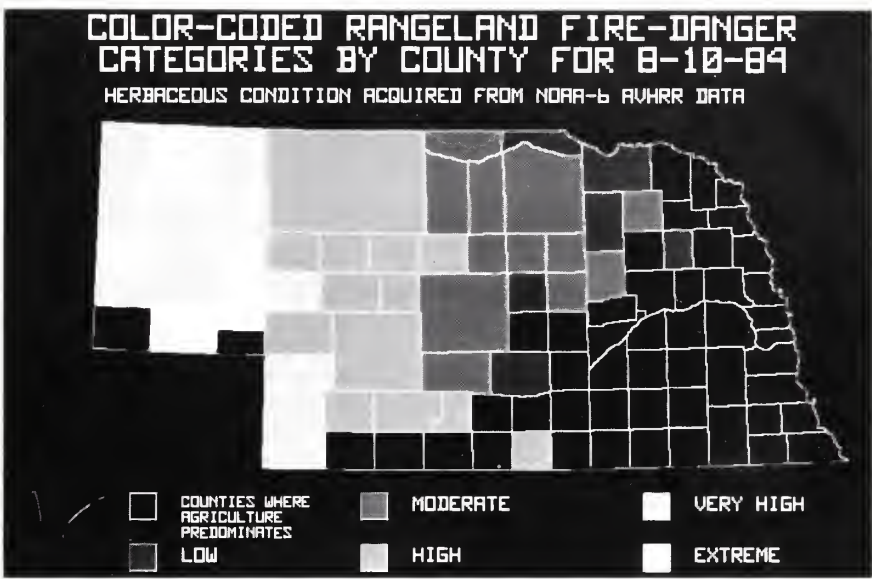 COLOR-CODED RANGELAND FIRE-DANGER
CATEGORIES BY COUNTY FOR 8-10-84
HERBACEOUS CONDITION ACQUIRED FROM NOAA-6 AVHRR DATA
COUNTIES WHERE
AGRICULTURE
PREDOMINATES
MODERATE
VERY HIGH
LOW
HIGH
EXTREME